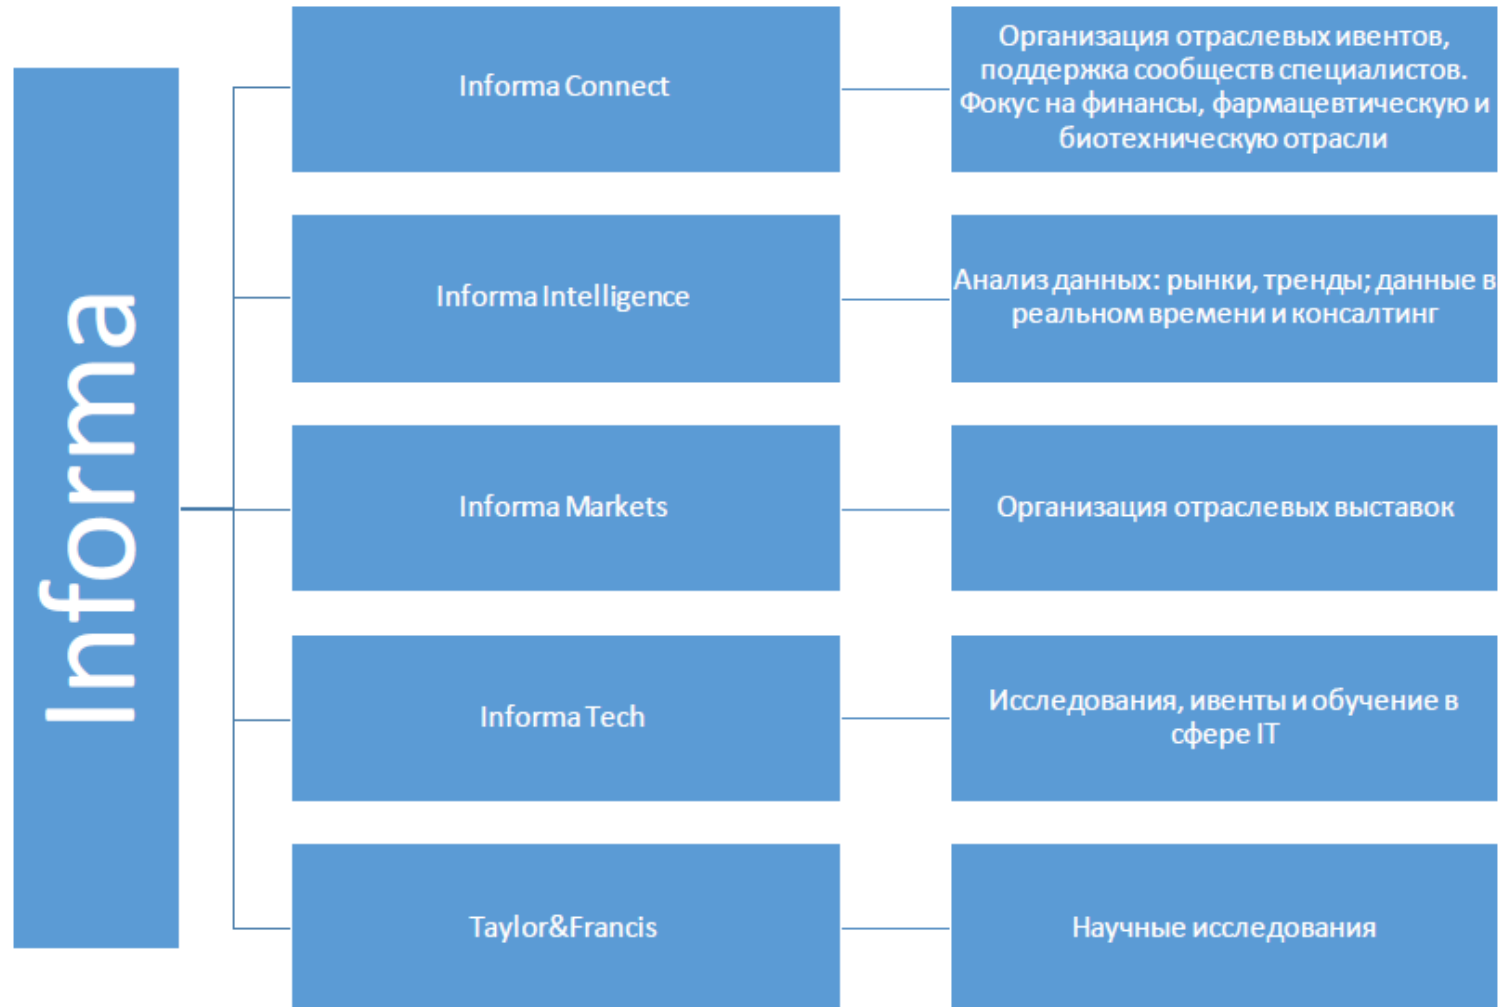 Informa
Informa Connect
Организация отраслевых ивентов,
поддержка сообществ специалистов.
Фокус на финансы, фармацевтическую и
биотехническую отрасли
Informa Intelligence
Анализ данных: рынки, тренды; данные в
реальном времени и консалтинг
Informa Markets
Организация отраслевых выставок
Informa Tech
Исследования, ивенты и обучение в
сфере IT
Taylor&Francis
Научные исследования